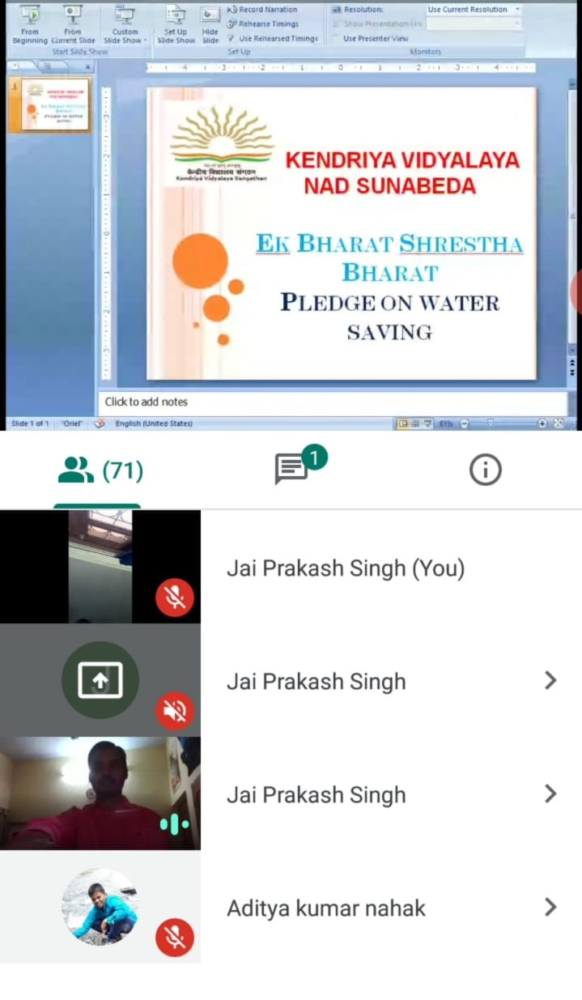 Record Narration
Resolution:
Use Current Resolution
Rehearse Timings
Show Presentation On:
From Beginning
From Current Slide
Custom Slide Show
Set Up Slide Show
Hide Slide
Use Rehearsed Timings
Use Presenter View
Start Slide Show
Set Up
Monitors
केन्द्रीय विद्यालय संगठन
Kendriya Vidyalaya Sangathan
KENDRIYA VIDYALAYA
NAD SUNABEDA
EK BHARAT SHRESTHA
BHARAT
PLEDGE ON WATER
SAVING
Click to add notes
Slide 1 of 1
"Oriel"
English (United States)
61%
(71)
1
Jai Prakash Singh (You)
Jai Prakash Singh
Jai Prakash Singh
Aditya kumar nahak